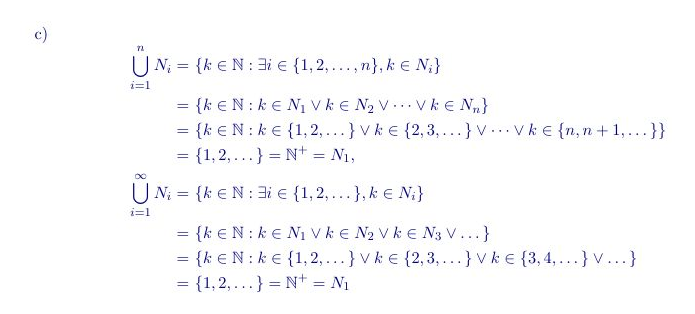 c)
⋃_{i=1}^{n} N_i = {k ∈ ℕ : ∃i ∈ {1, 2, . . . , n}, k ∈ N_i}
= {k ∈ ℕ : k ∈ N_1 ∨ k ∈ N_2 ∨ · · · ∨ k ∈ N_n}
= {k ∈ ℕ : k ∈ {1, 2, . . . } ∨ k ∈ {2, 3, . . . } ∨ · · · ∨ k ∈ {n, n + 1, . . . }}
= {1, 2, . . . } = ℕ^+ = N_1,
⋃_{i=1}^{∞} N_i = {k ∈ ℕ : ∃i ∈ {1, 2, . . . }, k ∈ N_i}
= {k ∈ ℕ : k ∈ N_1 ∨ k ∈ N_2 ∨ k ∈ N_3 ∨ . . . }
= {k ∈ ℕ : k ∈ {1, 2, . . . } ∨ k ∈ {2, 3, . . . } ∨ k ∈ {3, 4, . . . } ∨ . . . }
= {1, 2, . . . } = ℕ^+ = N_1